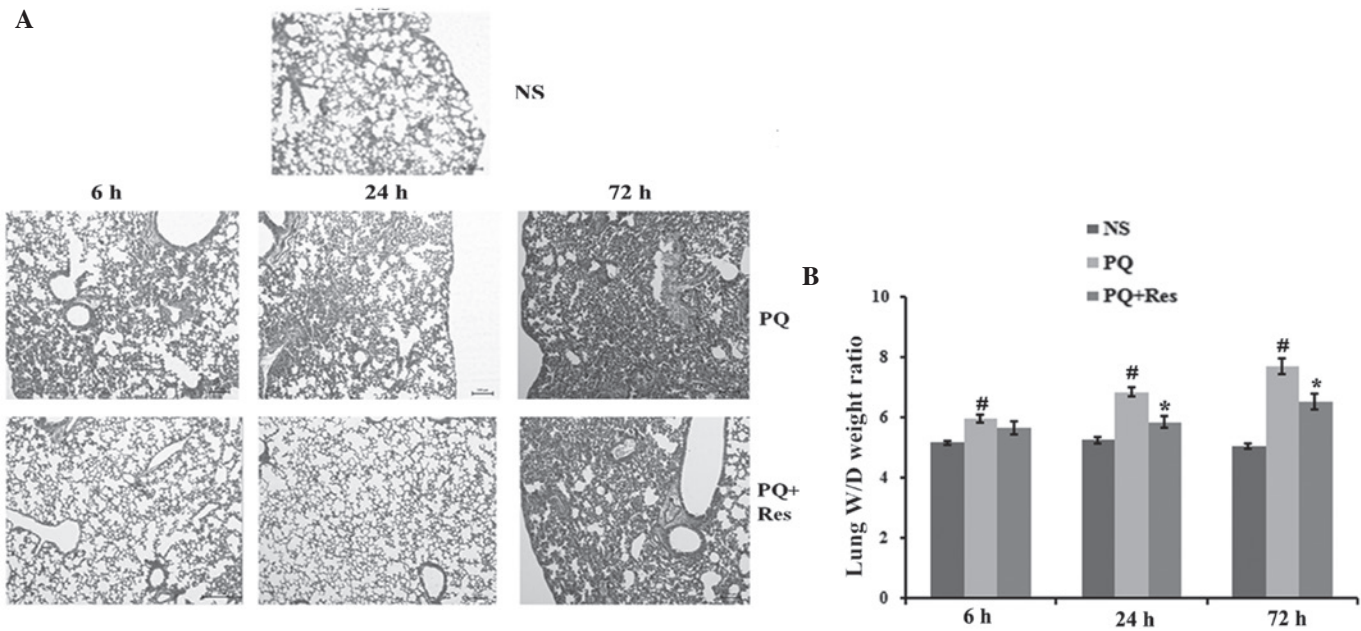 A
NS
6 h 24 h 72 h
PQ
PQ+
Res
B
NS
PQ
PQ+Res
Lung W/D weight ratio
10
8
6
4
2
0
#
#
*
#
*
6 h 24 h 72 h